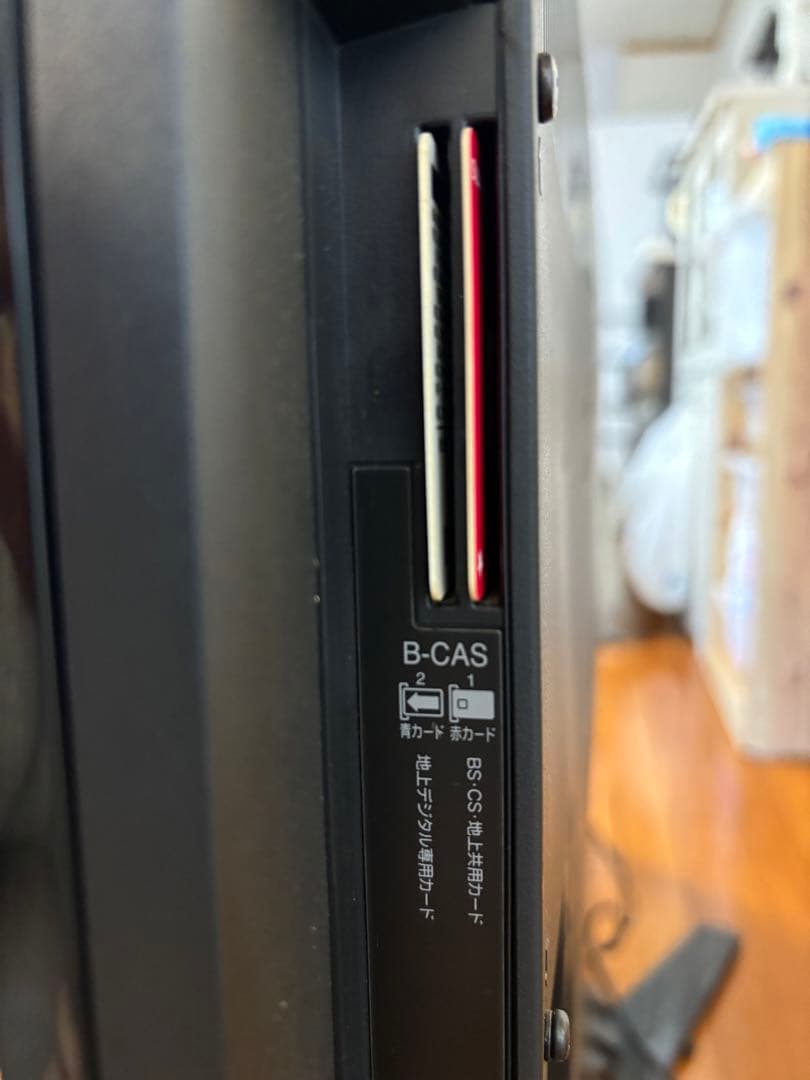 B-CAS
2 1
青カード 赤カード
BS・CS・地上共用カード
地上デジタル専用カード